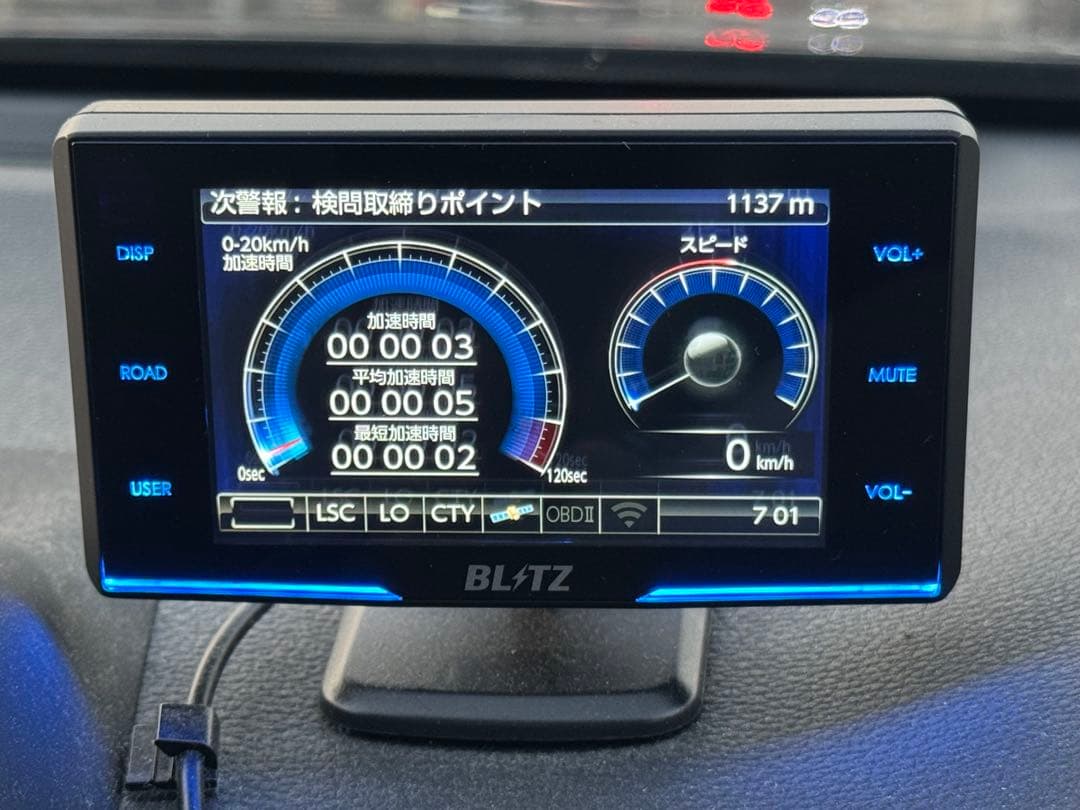 次警報：検問取締りポイント 1137 m
DISP
0-20km/h
加速時間
スピード
VOL+
加速時間
00 00 03
ROAD
平均加速時間
00 00 05
MUTE
最短加速時間
00 00 02
0sec
120sec
0 km/h
USER
VOL-
LSC LO CTY OBDⅡ 7 01
BLITZ